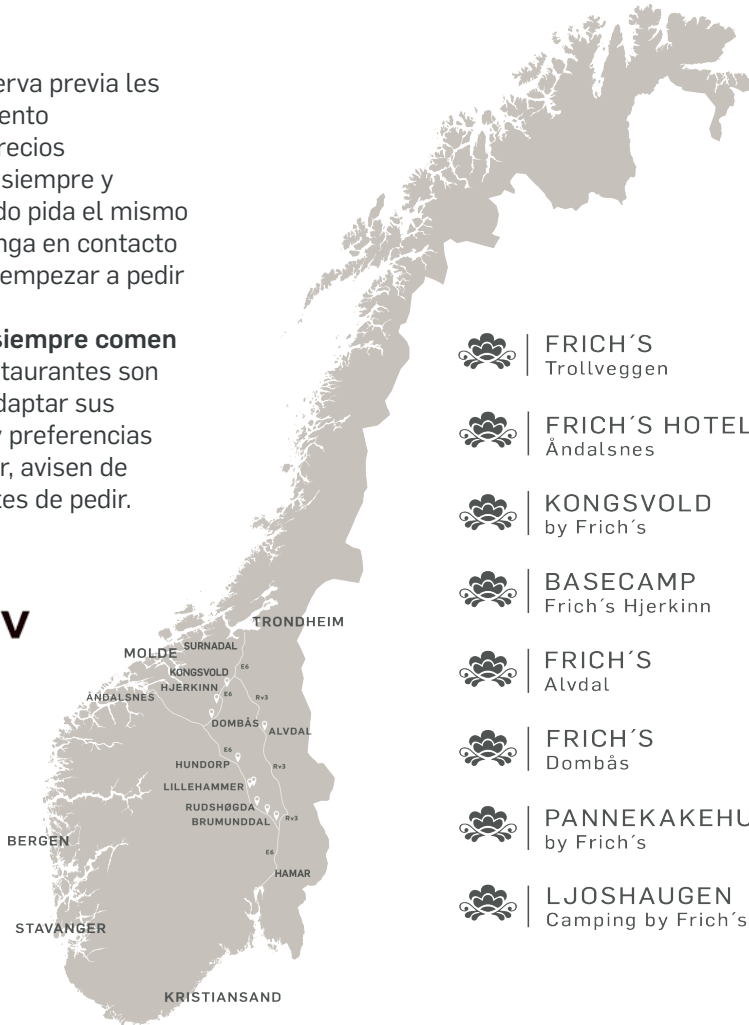 erva previa les
ento
recios
siempre y
do pida el mismo
nga en contacto
empezar a pedir
siempre comen
taurantes son
daptar sus
y preferencias
r, avisen de
tes de pedir.
V
FRICH´S
Trollveggen
FRICH´S HOTEL
Åndalsnes
KONGSVOLD
by Frich´s
BASECAMP
Frich´s Hjerkinn
FRICH´S
Alvdal
FRICH´S
Dombås
PANNEKAKEHU
by Frich´s
LJOSHAUGEN
Camping by Frich´s
TRONDHEIM
SURNADAL
MOLDE
E6
KONGSVOLD
HJERKINN
E6
Rv3
ÅNDALSNES
DOMBÅS
ALVDAL
E6
HUNDORP
Rv3
LILLEHAMMER
RUDSHØGDA
Rv3
BRUMUNDDAL
BERGEN
E6
HAMAR
STAVANGER
KRISTIANSAND